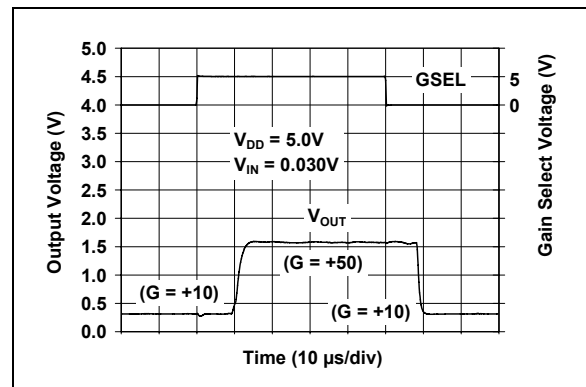 5.0
4.5
4.0
3.5
3.0
2.5
2.0
1.5
1.0
0.5
0.0
Output Voltage (V)
GSEL
5
0
Gain Select Voltage (V)
V_DD = 5.0V
V_IN = 0.030V
V_OUT
(G = +50)
(G = +10)
(G = +10)
Time (10 µs/div)